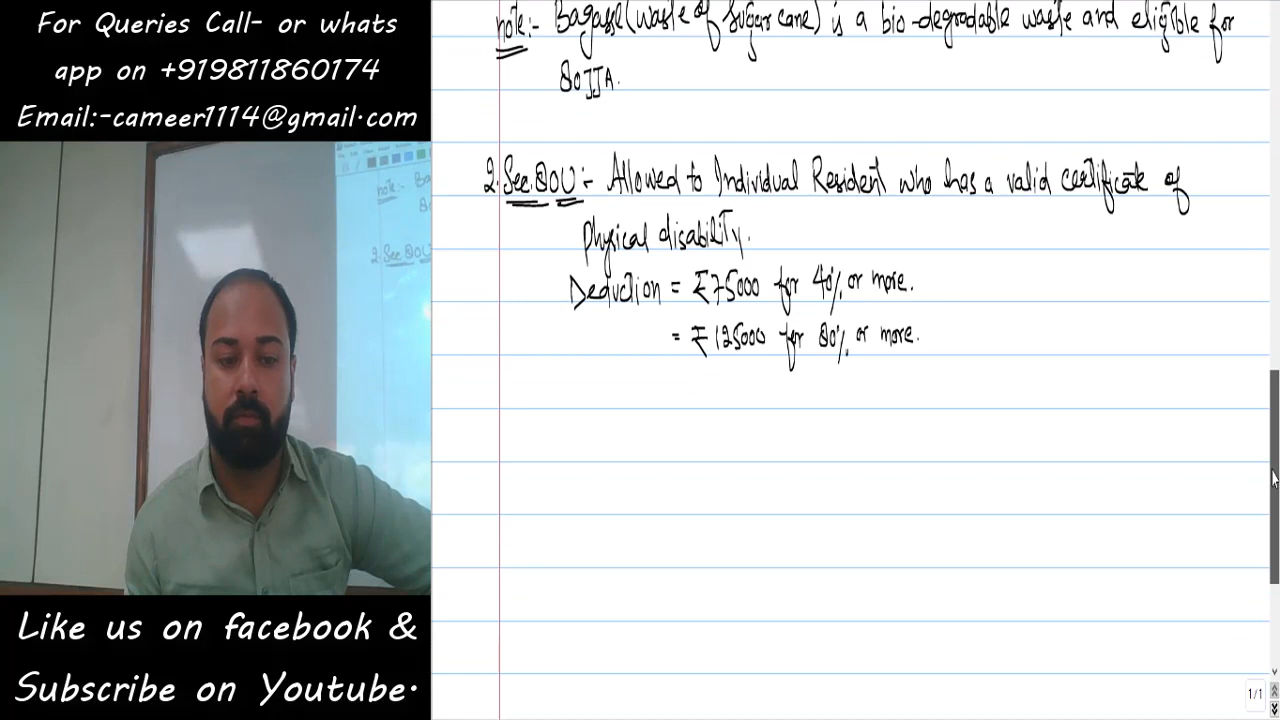 For Queries Call- or whats
app on +919811860174
Email:-cameer1114@gmail.com
note:- Bagasse (waste of sugar cane) is a bio-degradable waste and eligible for
80JJA.
2. Sec. 80U:- Allowed to Individual Resident who has a valid certificate of
Physical disability.
Deduction = ₹75000 for 40% or more.
= ₹125000 for 80% or more.
Like us on facebook &
Subscribe on Youtube.
1/1